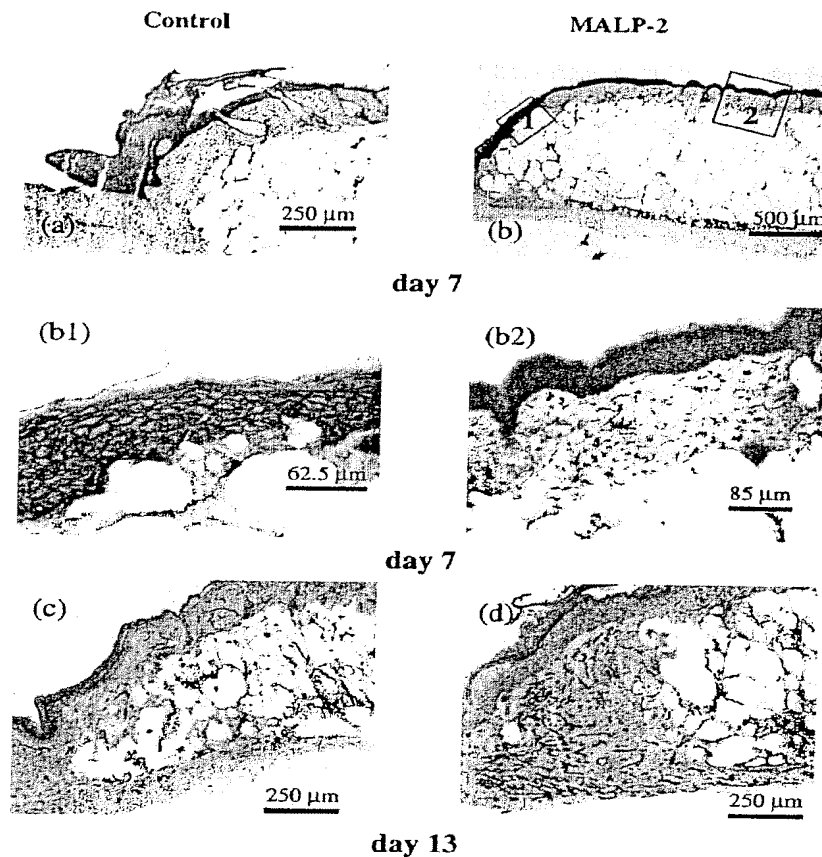 Control
MALP-2
1
2
(a)
250 µm
(b)
500 µm
day 7
(b1)
(b2)
62.5 µm
85 µm
day 7
(c)
(d)
250 µm
250 µm
day 13